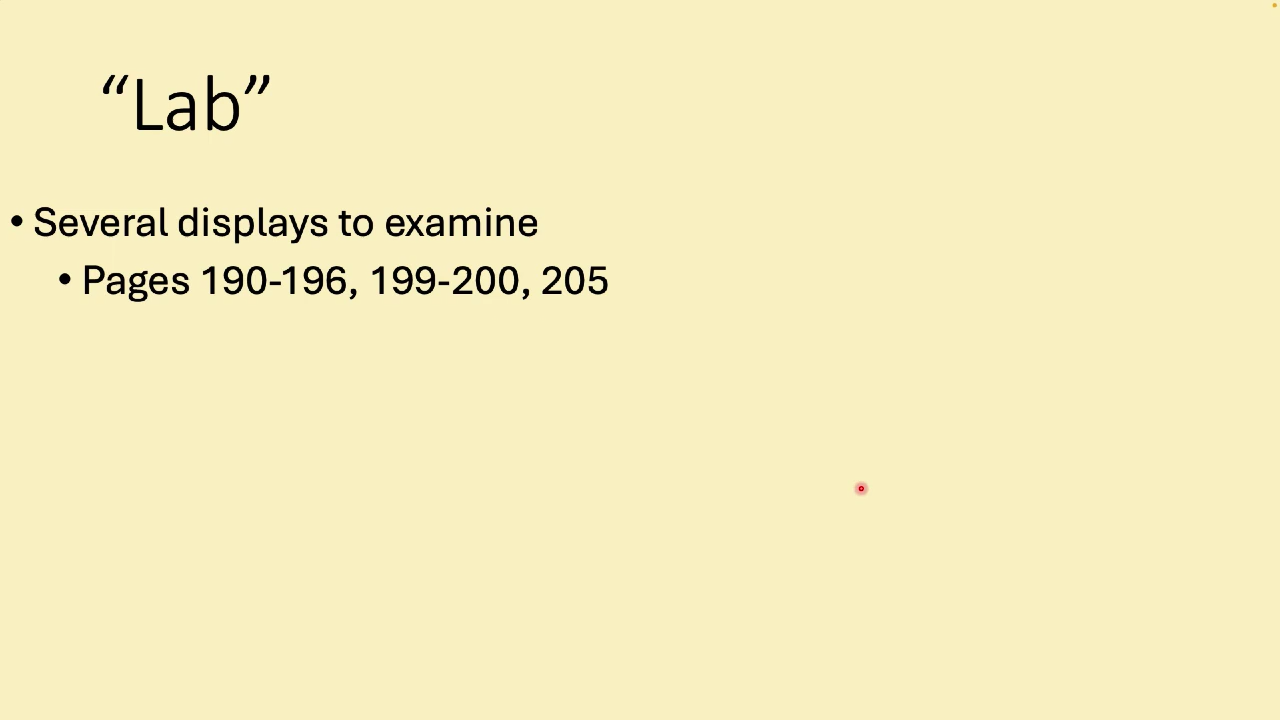 “Lab”
• Several displays to examine
• Pages 190-196, 199-200, 205